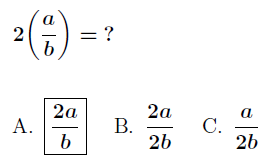 2(a/b) = ?
A. 2a/b B. 2a/2b C. a/2b